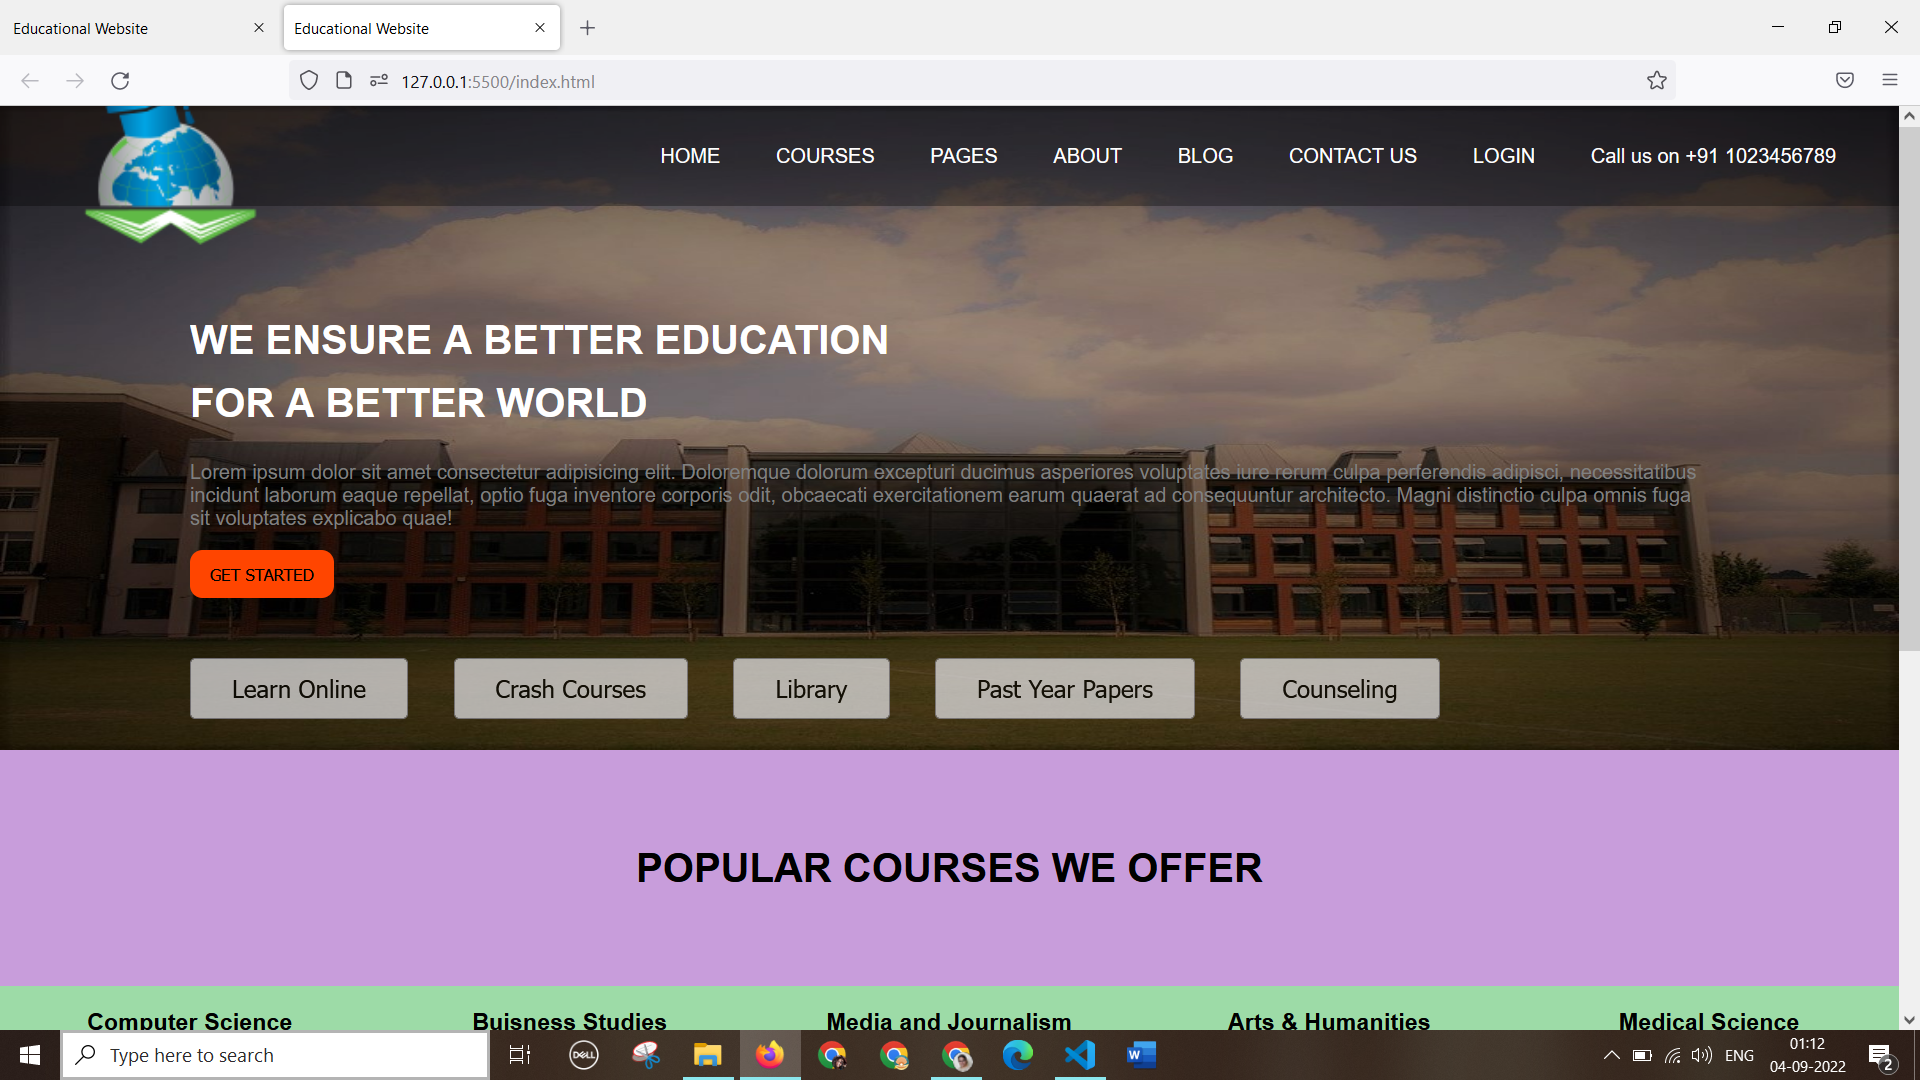 Educational Website
Educational Website
127.0.0.1:5500/index.html
HOME COURSES PAGES ABOUT BLOG CONTACT US LOGIN Call us on +91 1023456789
WE ENSURE A BETTER EDUCATION
FOR A BETTER WORLD
Lorem ipsum dolor sit amet consectetur adipisicing elit. Doloremque dolorum excepturi ducimus asperiores voluptates iure rerum culpa perferendis adipisci, necessitatibus
incidunt laborum eaque repellat, optio fuga inventore corporis odit, obcaecati exercitationem earum quaerat ad consequuntur architecto. Magni distinctio culpa omnis fuga
sit voluptates explicabo quae!
GET STARTED
Learn Online Crash Courses Library Past Year Papers Counseling
POPULAR COURSES WE OFFER
Computer Science Buisness Studies Media and Journalism Arts & Humanities Medical Science
Type here to search
DELL
W
ENG
01:12
04-09-2022
2